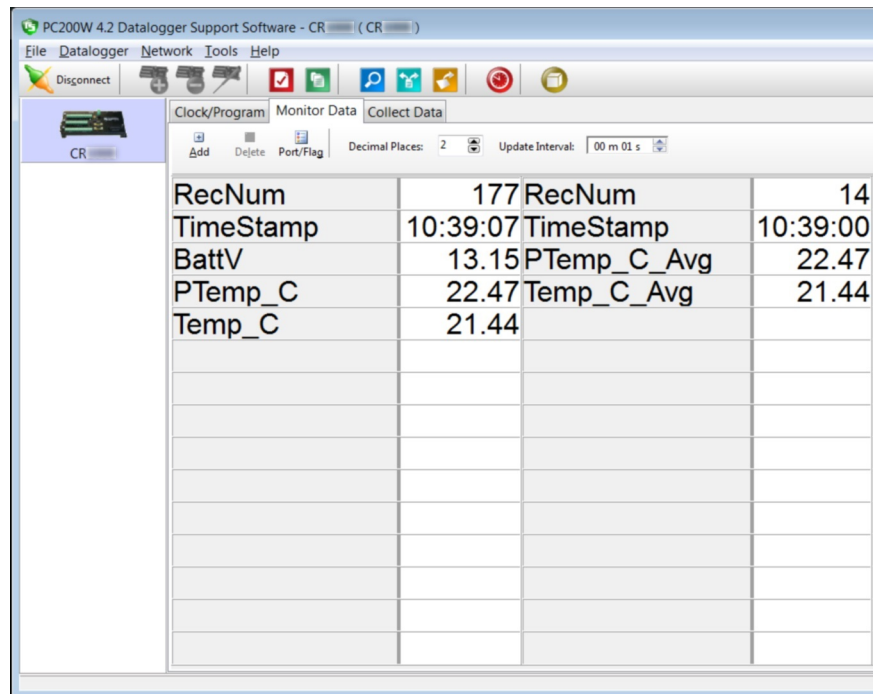 PC200W 4.2 Datalogger Support Software - CR ( CR )
File Datalogger Network Tools Help
Disconnect
Clock/Program Monitor Data Collect Data
Add Delete Port/Flag Decimal Places: 2 Update Interval: 00 m 01 s
CR
RecNum 177 RecNum 14
TimeStamp 10:39:07 TimeStamp 10:39:00
BattV 13.15 PTemp_C_Avg 22.47
PTemp_C 22.47 Temp_C_Avg 21.44
Temp_C 21.44